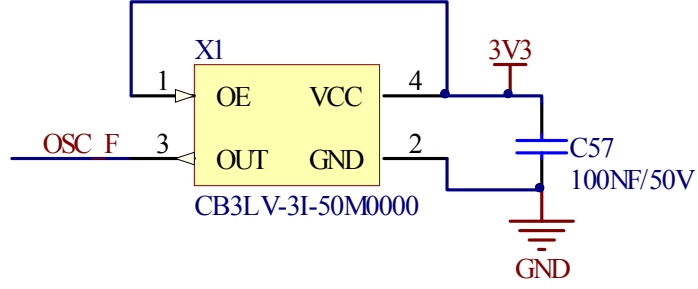 X1
3V3
1 OE VCC 4
OSC_F 3 OUT GND 2
C57
100NF/50V
CB3LV-3I-50M0000
GND